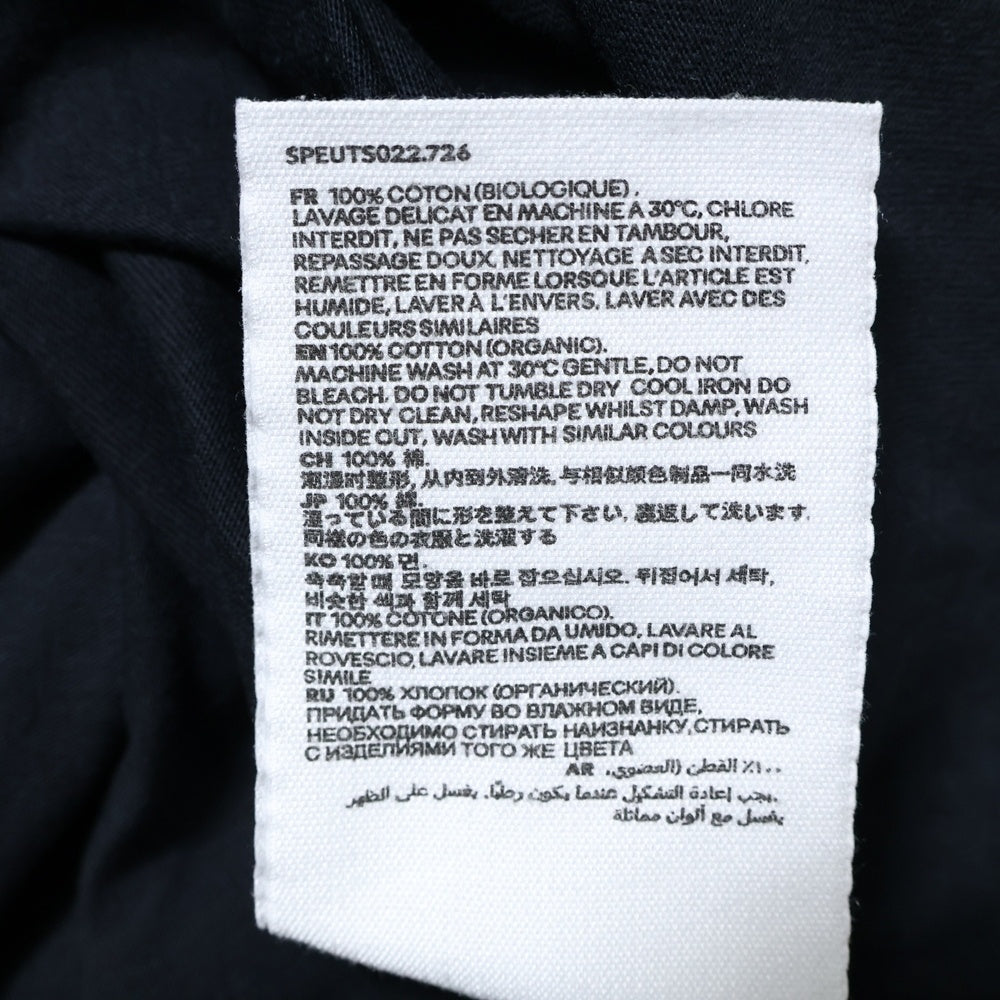 SPEUTS022.726
FR 100% COTON (BIOLOGIQUE).
LAVAGE DELICAT EN MACHINE A 30°C, CHLORE
INTERDIT, NE PAS SECHER EN TAMBOUR,
REPASSAGE DOUX, NETTOYAGE A SEC INTERDIT,
REMETTRE EN FORME LORSQUE L'ARTICLE EST
HUMIDE, LAVER À L'ENVERS. LAVER AVEC DES
COULEURS SIMILAIRES
EN 100% COTTON (ORGANIC).
MACHINE WASH AT 30°C GENTLE, DO NOT
BLEACH, DO NOT TUMBLE DRY COOL IRON DO
NOT DRY CLEAN, RESHAPE WHILST DAMP, WASH
INSIDE OUT, WASH WITH SIMILAR COLOURS
CH 100% 棉.
潮湿时整形, 从内到外清洗, 与相似颜色制品一同水洗
JP 100% 綿.
湿っている間に形を整えて下さい, 裏返して洗います,
同様の色の衣服と洗濯する
KO 100% 면.
축축할 때 모양을 바로 잡으십시오. 뒤집어서 세탁,
비슷한 색과 함께 세탁
IT 100% COTONE (ORGANICO).
RIMETTERE IN FORMA DA UMIDO, LAVARE AL
ROVESCIO, LAVARE INSIEME A CAPI DI COLORE
SIMILE
RU 100% ХЛОПОК (ОРГАНИЧЕСКИЙ).
ПРИДАТЬ ФОРМУ ВО ВЛАЖНОМ ВИДЕ,
НЕОБХОДИМО СТИРАТЬ НАИЗНАНКУ, СТИРАТЬ
С ИЗДЕЛИЯМИ ТОГО ЖЕ ЦВЕТА
١٠٠٪ القطن (العضوي). AR
يجب إعادة التشكيل عندما يكون رطبًا. يغسل على الظهر.
يغسل مع ألوان مماثلة